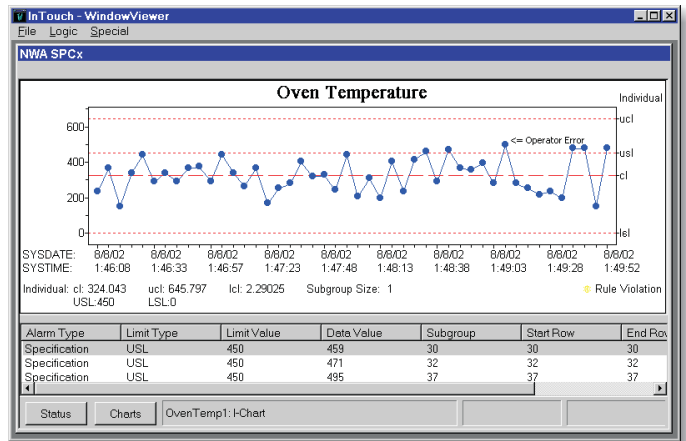 InTouch - WindowViewer
File Logic Special
NWA SPCx
Oven Temperature
Individual
ucl
600
<= Operator Error
usl
400
cl
200
0
lsl
SYSDATE: 8/8/02 8/8/02 8/8/02 8/8/02 8/8/02 8/8/02 8/8/02 8/8/02 8/8/02 8/8/02
SYSTIME: 1:46:08 1:46:33 1:46:57 1:47:23 1:47:48 1:48:13 1:48:38 1:49:03 1:49:28 1:49:52
Individual: cl: 324.043 ucl: 645.797 lcl: 2.29025 Subgroup Size: 1 Rule Violation
USL:450 LSL:0
Alarm Type Limit Type Limit Value Data Value Subgroup Start Row End Row
Specification USL 450 459 30 30 30
Specification USL 450 471 32 32 32
Specification USL 450 495 37 37 37
Status Charts OvenTemp1: I-Chart